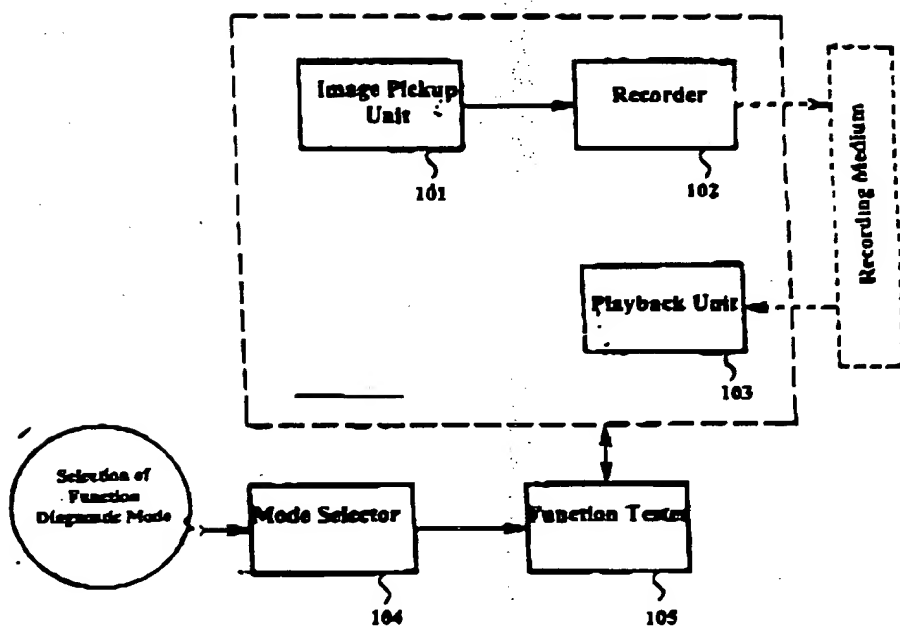 Image Pickup
Unit
101
Recorder
102
Recording Medium
Playback Unit
103
Selection of
Function
Diagnostic Mode
Mode Selector
104
Function Tester
105